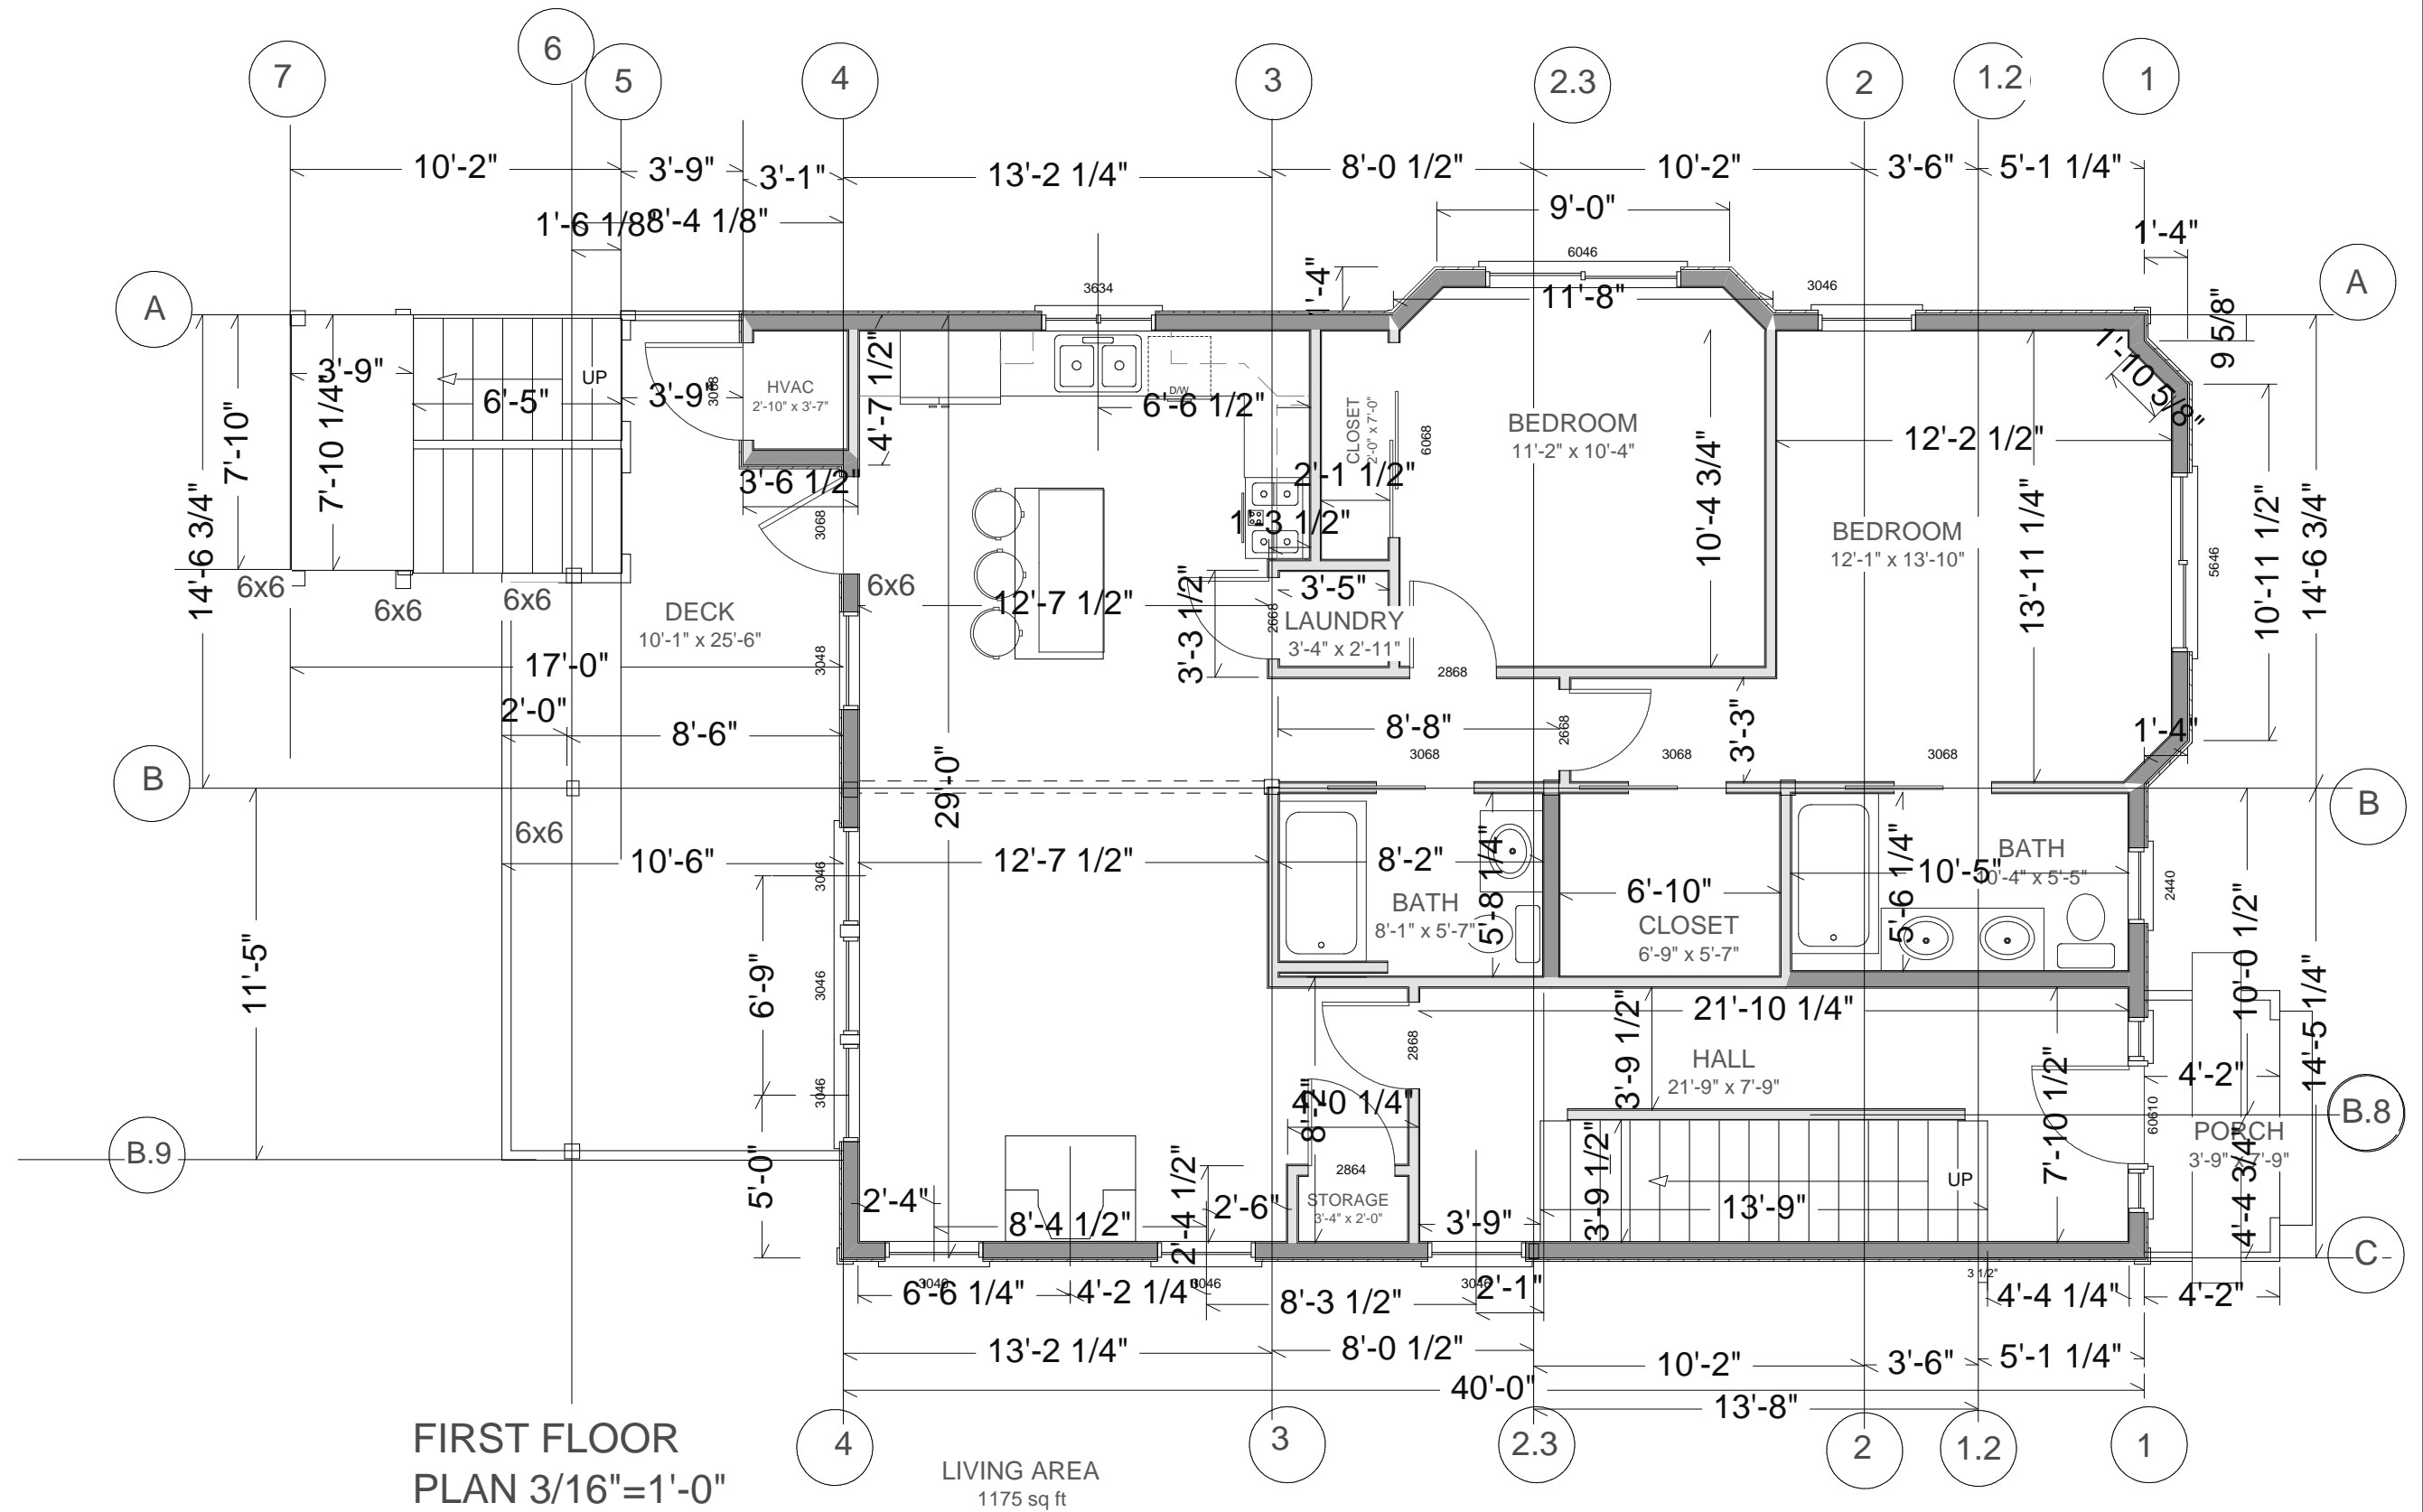 7
6
5
4
3
2.3
2
1.2
1
10'-2"
3'-9"
3'-1"
13'-2 1/4"
8'-0 1/2"
10'-2"
3'-6"
5'-1 1/4"
1'-6 1/8"
8'-4 1/8"
9'-0"
1'-4"
6046
3634
3046
11'-8"
A
A
9 5/8"
1'-10 5/8"
3'-9"
UP
6'-5"
3'-9"
3068
HVAC
2'-10" x 3'-7"
4'-7 1/2"
D/W
6'-6 1/2"
CLOSET
2'-0" x 7'-0"
6068
BEDROOM
11'-2" x 10'-4"
10'-4 3/4"
12'-2 1/2"
7'-10"
7'-10 1/4"
14'-6 3/4"
3'-6 1/2"
3068
2'-1 1/2"
1'-3 1/2"
BEDROOM
12'-1" x 13'-10"
13'-11 1/4"
5646
10'-11 1/2"
14'-6 3/4"
6x6
6x6
6x6
6x6
DECK
10'-1" x 25'-6"
12'-7 1/2"
3'-3 1/2"
2668
3'-5"
LAUNDRY
3'-4" x 2'-11"
17'-0"
3048
2868
2'-0"
8'-6"
8'-8"
2668
3'-3"
1'-4"
3068
3068
3068
B
B
29'-0"
6x6
10'-6"
3046
12'-7 1/2"
8'-2"
5'-8 1/4"
BATH
8'-1" x 5'-7"
6'-10"
CLOSET
6'-9" x 5'-7"
5'-6 1/4"
10'-5"
BATH
10'-4" x 5'-5"
2440
10'-0 1/2"
11'-5"
6'-9"
3046
21'-10 1/4"
14'-5 1/4"
3'-9 1/2"
2868
HALL
21'-9" x 7'-9"
7'-10 1/2"
4'-2"
3046
4'-0 1/4"
8'-2"
60610
B.8
B.9
PORCH
3'-9" x 7'-9"
4'-4 3/4"
5'-0"
2864
STORAGE
3'-4" x 2'-0"
3'-9 1/2"
UP
13'-9"
2'-4"
8'-4 1/2"
2'-4 1/2"
2'-6"
3'-9"
C
3046
3046
3046
3 1/2"
6'-6 1/4"
4'-2 1/4"
8'-3 1/2"
2'-1"
4'-4 1/4"
4'-2"
13'-2 1/4"
8'-0 1/2"
10'-2"
3'-6"
5'-1 1/4"
40'-0"
13'-8"
4
3
2.3
2
1.2
1
FIRST FLOOR
PLAN 3/16"=1'-0"
LIVING AREA
1175 sq ft